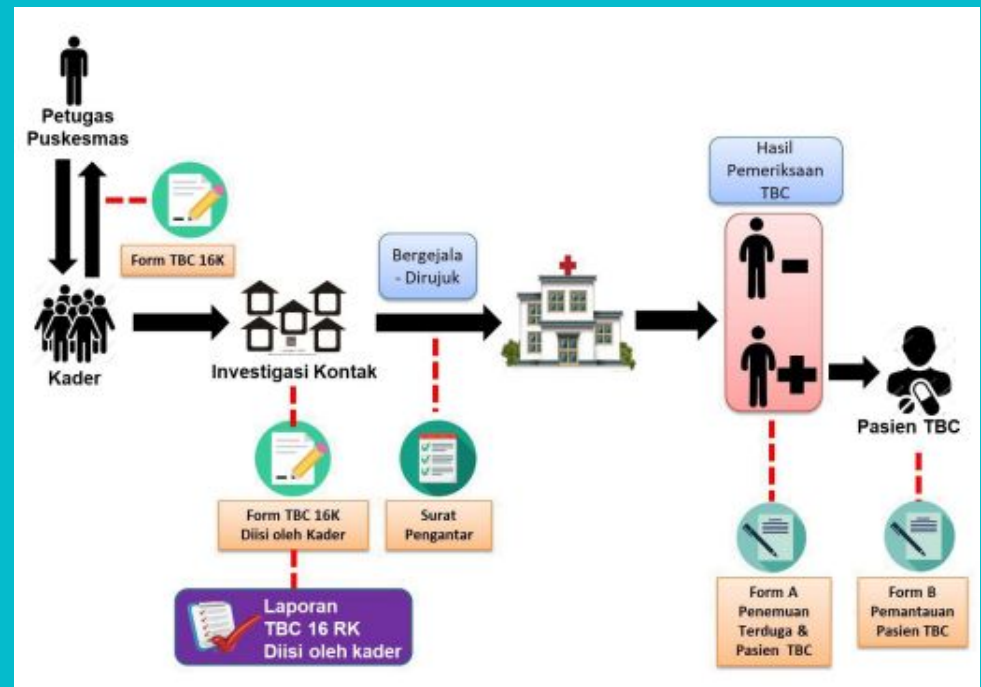 Petugas
Puskesmas
Form TBC 16K
Kader
Investigasi Kontak
Form TBC 16K
Diisi oleh Kader
Laporan
TBC 16 RK
Diisi oleh kader
Bergejala
- Dirujuk
Surat
Pengantar
Hasil
Pemeriksaan
TBC
Pasien TBC
Form A
Penemuan
Terduga &
Pasien TBC
Form B
Pemantauan
Pasien TBC